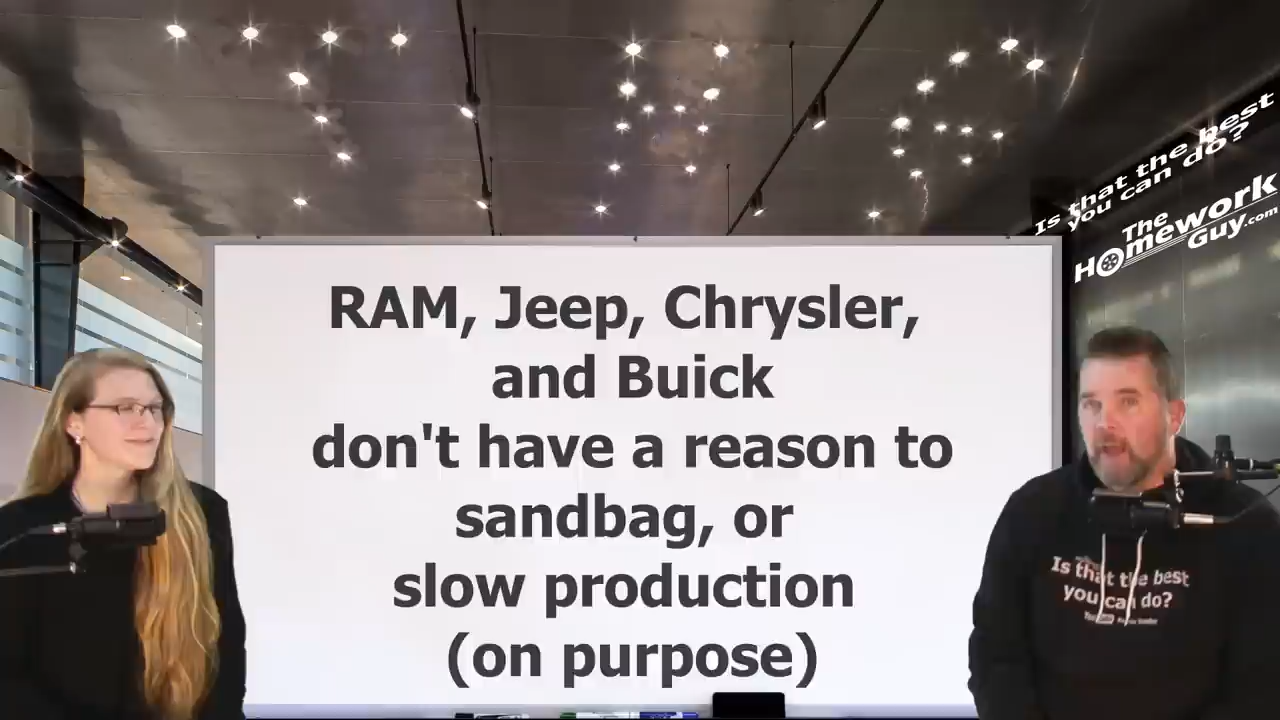 Is that the best
you can do?
The
Homework
Guy.com
RAM, Jeep, Chrysler,
and Buick
don't have a reason to
sandbag, or
slow production
(on purpose)
Is that the best
you can do?